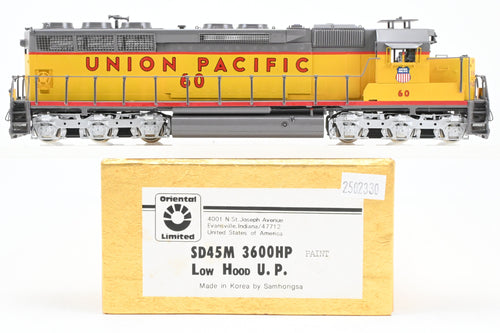 UNION PACIFIC
60
60
2502330
Oriental
Limited
4001 N St. Joseph Avenue
Evansville, Indiana/47712
United States of America
SD45M 3600HP PAINT
LOW HOOD U.P.
Made in Korea by Samhongsa